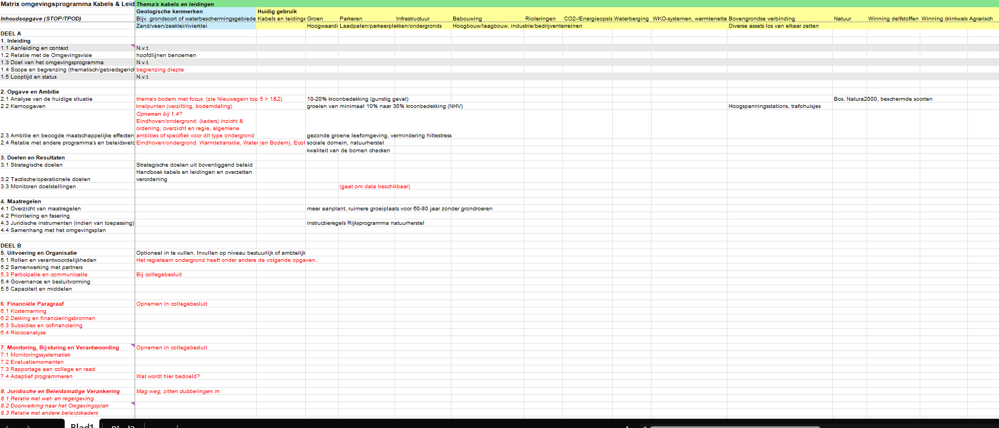 Matrix omgevingsprogramma Kabels & Leid Thema's kabels en leidingen
Geologische kenmerken Huidig gebruik
Inhoudsopgave (STOP/TPOD) Bijv. grondsoort of waterbeschermingsgebiede Kabels en leidinge Groen Parkeren Infrastructuur Bebouwing Rioleringen CO2-/Energieopsla Waterberging WKO-systemen, warmtenette Bovengrondse verbinding Natuur Winning delfstoffen Winning drinkwate Agrarisch
Zand/veen/zeeklei/rivierklei Hoogwaardi Laadpalen/parkeerplekken/ondergronds Hoogbouw/laagbouw, industrie/bedrijventerreinen Diverse assets los van elkaar zetten
DEEL A
1. Inleiding
1.1 Aanleiding en context N.v.t.
1.2 Relatie met de Omgevingsvisie hoofdlijnen benoemen
1.3 Doel van het omgevingsprogramma N.v.t.
1.4 Scope en begrenzing (thematisch/gebiedsgerich begrenzing diepte
1.5 Looptijd en status N.v.t.
2. Opgave en Ambitie
2.1 Analyse van de huidige situatie thema's bodem met focus (zie Nieuwegein top 5 > 1&2) 10-20% kroonbedekking (gunstig geval) Bos, Natura2000, beschermde soorten
2.2 Kernopgaven knelpunten (verzilting, bodemdaling) groeien van minimaal 10% naar 30% kroonbedekking (NHV) Hoogspanningsstations, trafohuisjes
Opnemen bij 1.4?
Eindhoven/ondergrond: (kaders) inzicht &
ordening, overzicht en regie, algemene
2.3 Ambitie en beoogde maatschappelijke effecten ambities of specifiek voor dit type ondergrond gezonde groene leefomgeving, vermindering hittestress
2.4 Relatie met andere programma's en beleidsveld Eindhoven/ondergrond: Warmtetransitie, Water (en Bodem), Ecol sociale domein, natuurherstel
kwaliteit van de bomen checken
3. Doelen en Resultaten
3.1 Strategische doelen Strategische doelen uit bovenliggend beleid
Handboek kabels en leidingen en overzetten
3.2 Tactische/operationele doelen verordening
3.3 Monitoren doelstellingen (gaat om data beschikbaar)
4. Maatregelen
4.1 Overzicht van maatregelen meer aanplant, ruimere groeiplaats voor 60-80 jaar zonder grondroeren
4.2 Prioritering en fasering
4.3 Juridische instrumenten (indien van toepassing) instructieregels Rijksprogramma natuurherstel
4.4 Samenhang met het omgevingsplan
DEEL B
5. Uitvoering en Organisatie Optioneel in te vullen. Invullen op niveau bestuurlijk of ambtelijk
5.1 Rollen en verantwoordelijkheden Het regieteam ondergrond heeft onder andere de volgende opgaven..
5.2 Samenwerking met partners
5.3 Participatie en communicatie Bij collegebesluit
5.4 Governance en besluitvorming
5.5 Capaciteit en middelen
6. Financiële Paragraaf Opnemen in collegebesluit
6.1 Kostenraming
6.2 Dekking en financieringsbronnen
6.3 Subsidies en cofinanciering
6.4 Risicoanalyse
7. Monitoring, Bijsturing en Verantwoording Opnemen in collegebesluit
7.1 Monitoringssystematiek
7.2 Evaluatiemomenten
7.3 Rapportage aan college en raad
7.4 Adaptief programmeren Wat wordt hier bedoeld?
8. Juridische en Beleidsmatige Verankering Mag weg, zitten dubbelingen in
8.1 Relatie met wet- en regelgeving
8.2 Doorwerking naar het Omgevingsplan
8.3 Relatie met andere beleidskaders
Blad1 Blad2